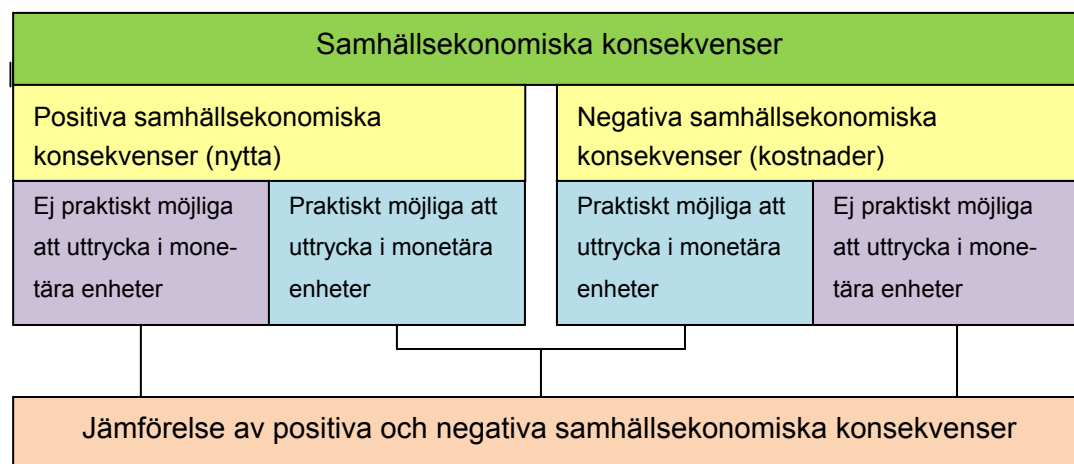 Samhällsekonomiska konsekvenser
Positiva samhällsekonomiska
konsekvenser (nytta)
Negativa samhällsekonomiska
konsekvenser (kostnader)
Ej praktiskt möjliga
att uttrycka i mone-
tära enheter
Praktiskt möjliga att
uttrycka i monetära
enheter
Praktiskt möjliga att
uttrycka i monetära
enheter
Ej praktiskt möjliga
att uttrycka i mone-
tära enheter
Jämförelse av positiva och negativa samhällsekonomiska konsekvenser